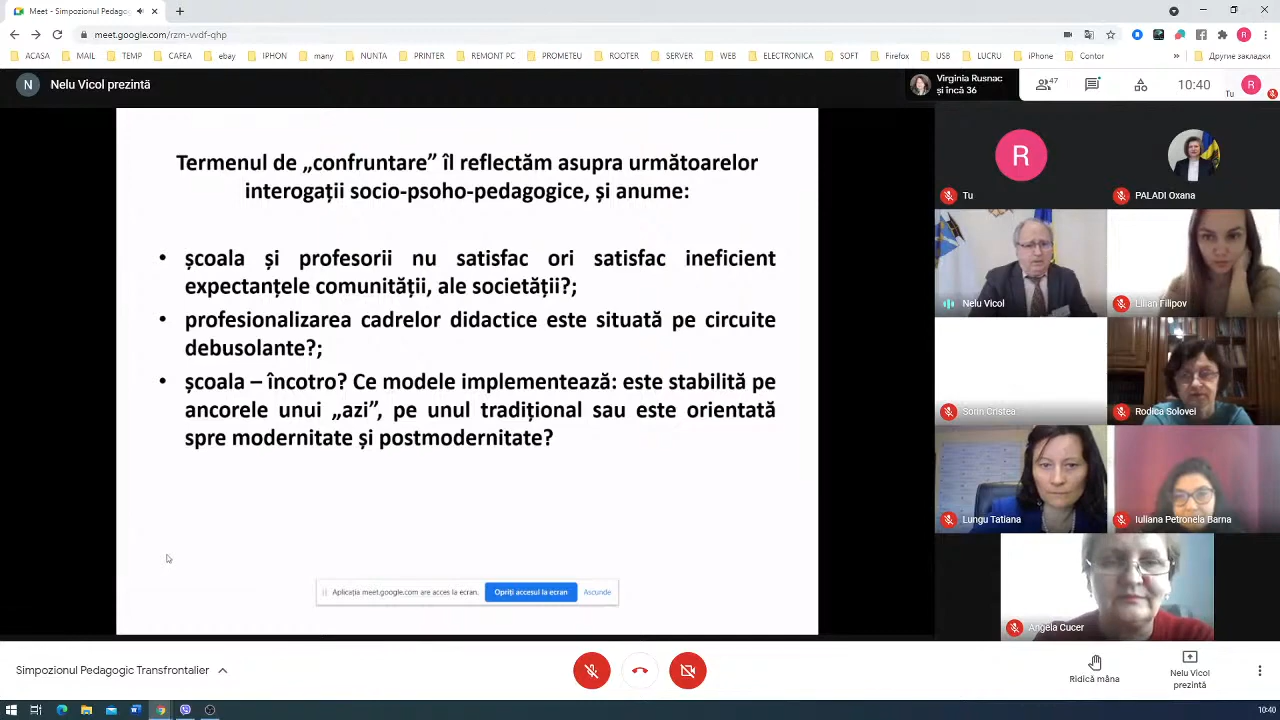 Meet - Simpozionul Pedagog
meet.google.com/rzm-vvdf-qhp
ACASA MAIL TEMP CAFEA ebay IPHON many NUNTA PRINTER REMONT PC PROMETEU ROOTER SERVER WEB ELECTRONICA SOFT Firefox USB LUCRU iPhone Contor » Другие закладки
N Nelu Vicol prezintă
Virginia Rusnac
și încă 36
47
10:40
Tu
R
Termenul de „confruntare” îl reflectăm asupra următoarelor
interogații socio-psoho-pedagogice, și anume:
• școala și profesorii nu satisfac ori satisfac ineficient
expectanțele comunității, ale societății?;
• profesionalizarea cadrelor didactice este situată pe circuite
debusolante?;
• școala – încotro? Ce modele implementează: este stabilită pe
ancorele unui „azi”, pe unul tradițional sau este orientată
spre modernitate și postmodernitate?
Aplicația meet.google.com are acces la ecran. Opriți accesul la ecran Ascunde
R
Tu
PALADI Oxana
Nelu Vicol
Lilian Filipov
Sorin Cristea
Rodica Solovei
Lungu Tatiana
Iuliana Petronela Barna
Angela Cucer
Simpozionul Pedagogic Transfrontalier
Ridică mâna
Nelu Vicol
prezintă
10:40